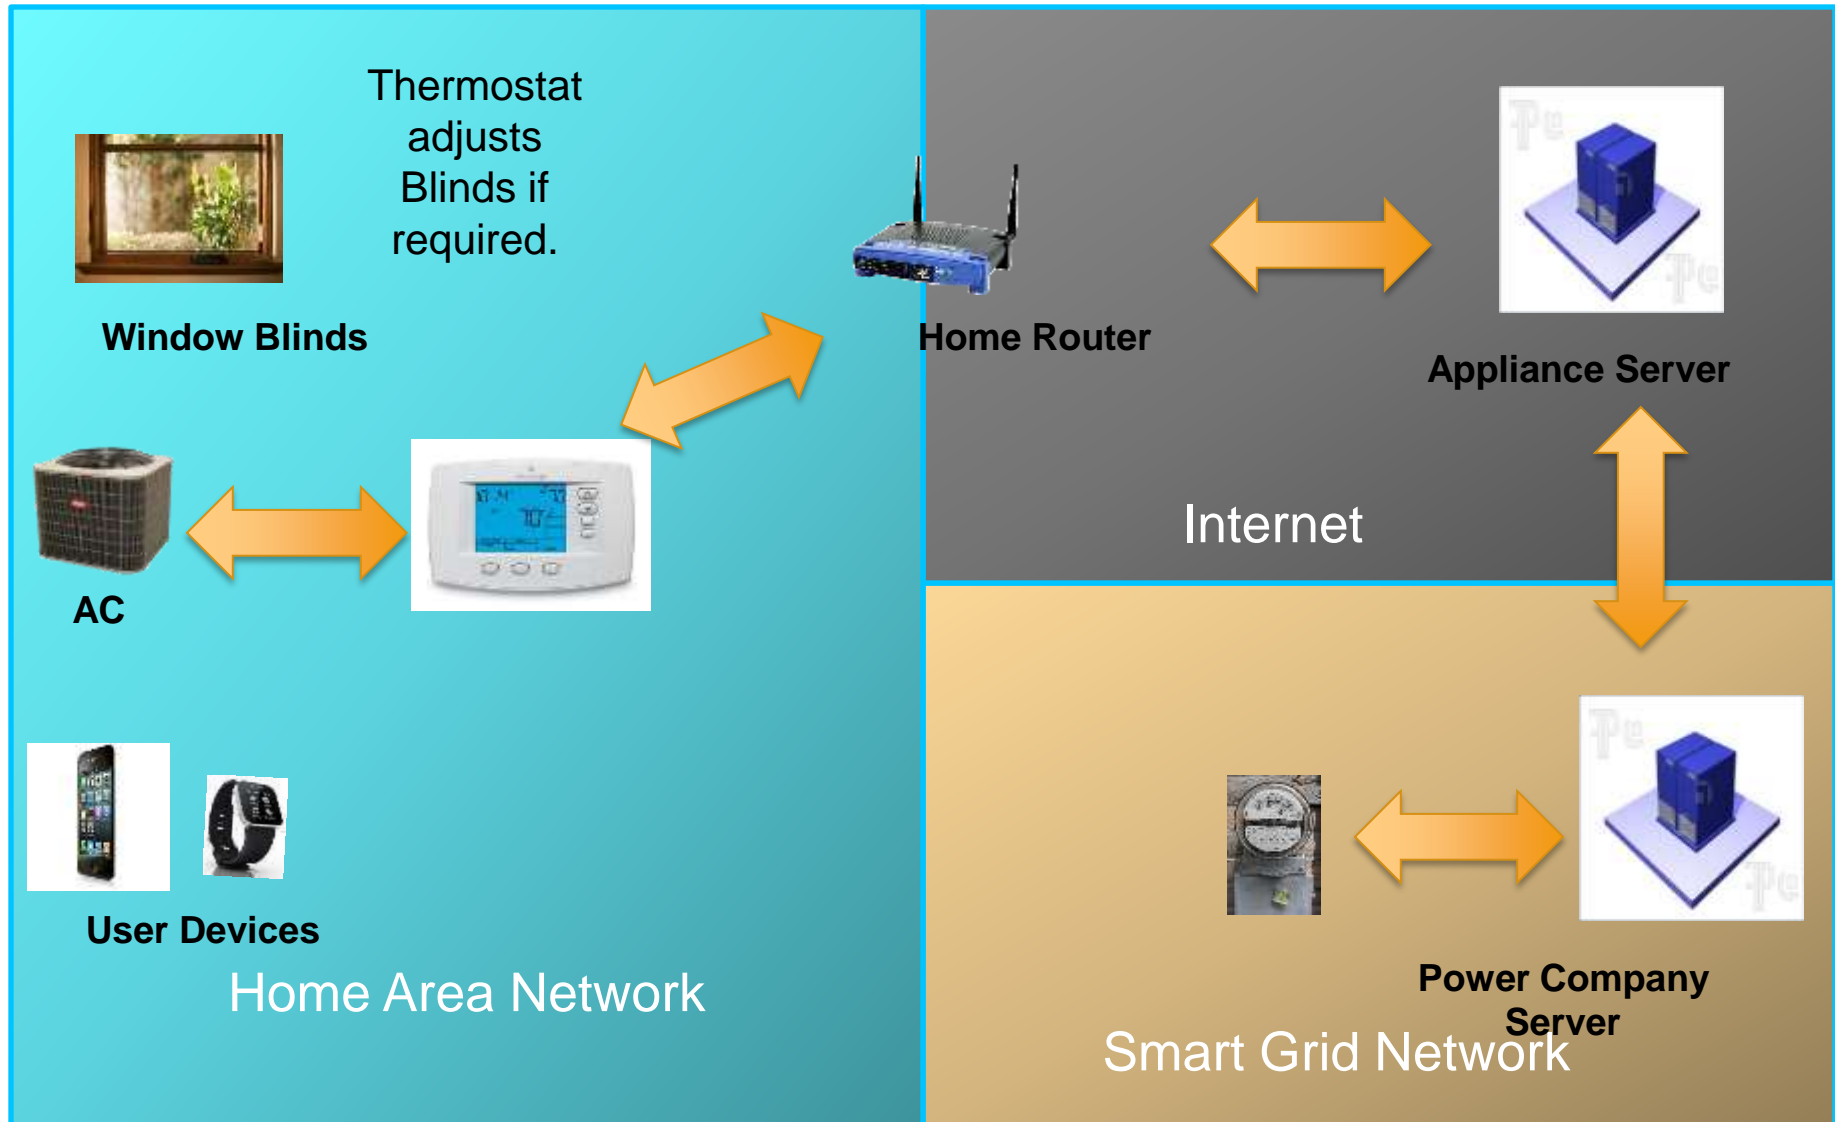 Thermostat
adjusts
Blinds if
required.
Window Blinds
Home Router
Appliance Server
AC
Internet
User Devices
Home Area Network
Power Company
Server
Smart Grid Network